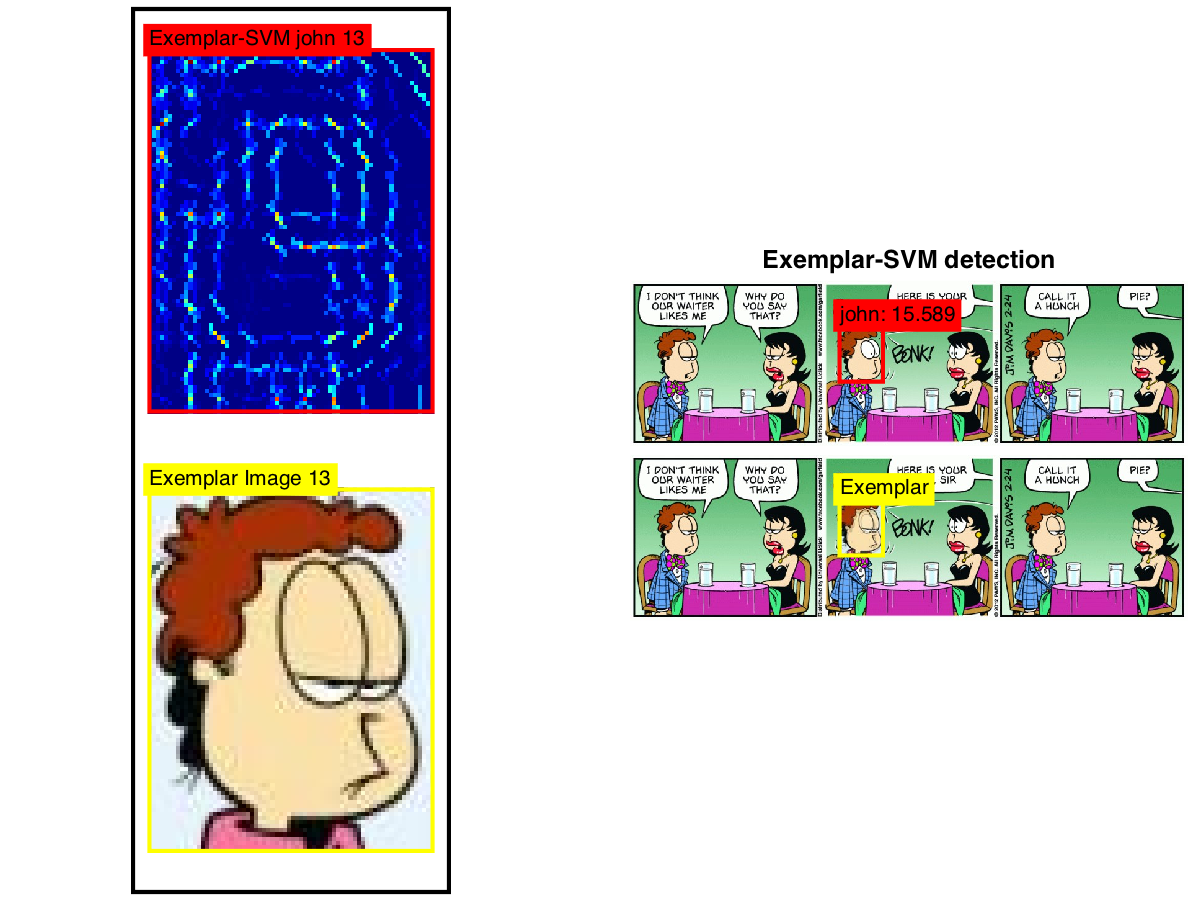 Exemplar-SVM john 13
Exemplar Image 13
Exemplar-SVM detection
I DON'T THINK
OUR WAITER
LIKES ME
WHY DO
YOU SAY
THAT?
HERE IS YOUR
john: 15.589
BONK!
CALL IT
A HUNCH
PIE?
JIM DAVIS 2-24
I DON'T THINK
OUR WAITER
LIKES ME
WHY DO
YOU SAY
THAT?
HERE IS YOUR
SIR
Exemplar
BONK!
CALL IT
A HUNCH
PIE?
JIM DAVIS 2-24